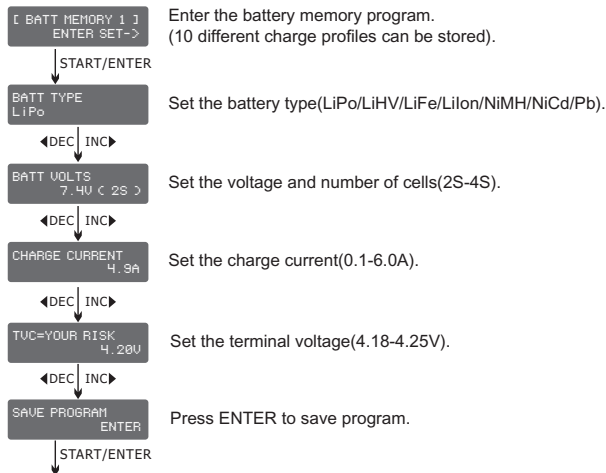 [ BATT MEMORY 1 ]
ENTER SET->
Enter the battery memory program.
(10 different charge profiles can be stored).
START/ENTER
BATT TYPE
LiPo
Set the battery type(LiPo/LiHV/LiFe/LiIon/NiMH/NiCd/Pb).
◀DEC INC▶
BATT VOLTS
7.4V ( 2S )
Set the voltage and number of cells(2S-4S).
◀DEC INC▶
CHARGE CURRENT
4.9A
Set the charge current(0.1-6.0A).
◀DEC INC▶
TVC=YOUR RISK
4.20V
Set the terminal voltage(4.18-4.25V).
◀DEC INC▶
SAVE PROGRAM
ENTER
Press ENTER to save program.
START/ENTER